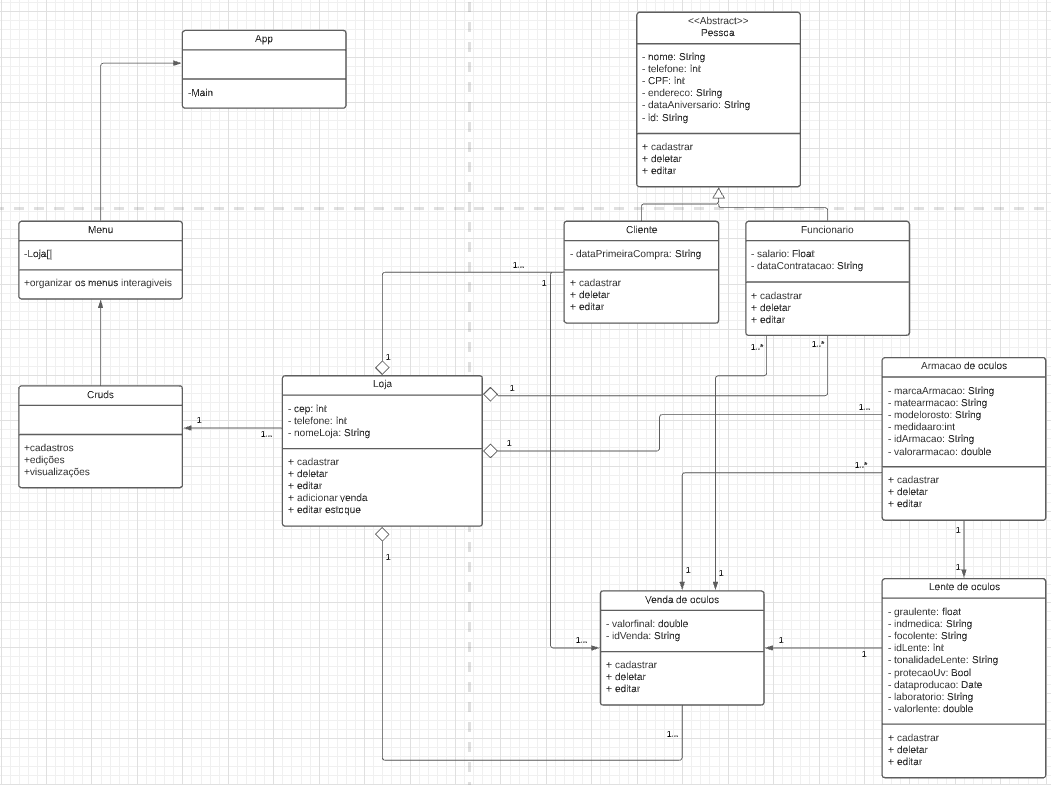 App
-Main
<<Abstract>>
Pessoa
- nome: String
- telefone: int
- CPF: int
- endereco: String
- dataAniversario: String
- id: String
+ cadastrar
+ deletar
+ editar
Menu
-Loja[]
+organizar os menus interagiveis
Cliente
- dataPrimeiraCompra: String
+ cadastrar
+ deletar
+ editar
Funcionario
- salario: Float
- dataContratacao: String
+ cadastrar
+ deletar
+ editar
1...
1
1
1..*
1..*
Cruds
+cadastros
+edições
+visualizações
1
1...
Loja
- cep: int
- telefone: int
- nomeLoja: String
+ cadastrar
+ deletar
+ editar
+ adicionar venda
+ editar estoque
1
1
1
1...
1..*
Armacao de oculos
- marcaArmacao: String
- matearmacao: String
- modelorosto: String
- medidaaro:int
- idArmacao: String
- valorarmacao: double
+ cadastrar
+ deletar
+ editar
1
1
1
1
Venda de oculos
- valorfinal: double
- idVenda: String
+ cadastrar
+ deletar
+ editar
1...
1
1
1...
Lente de oculos
- graulente: float
- indmedica: String
- focolente: String
- idLente: int
- tonalidadeLente: String
- protecaoUv: Bool
- dataproducao: Date
- laboratorio: String
- valorlente: double
+ cadastrar
+ deletar
+ editar